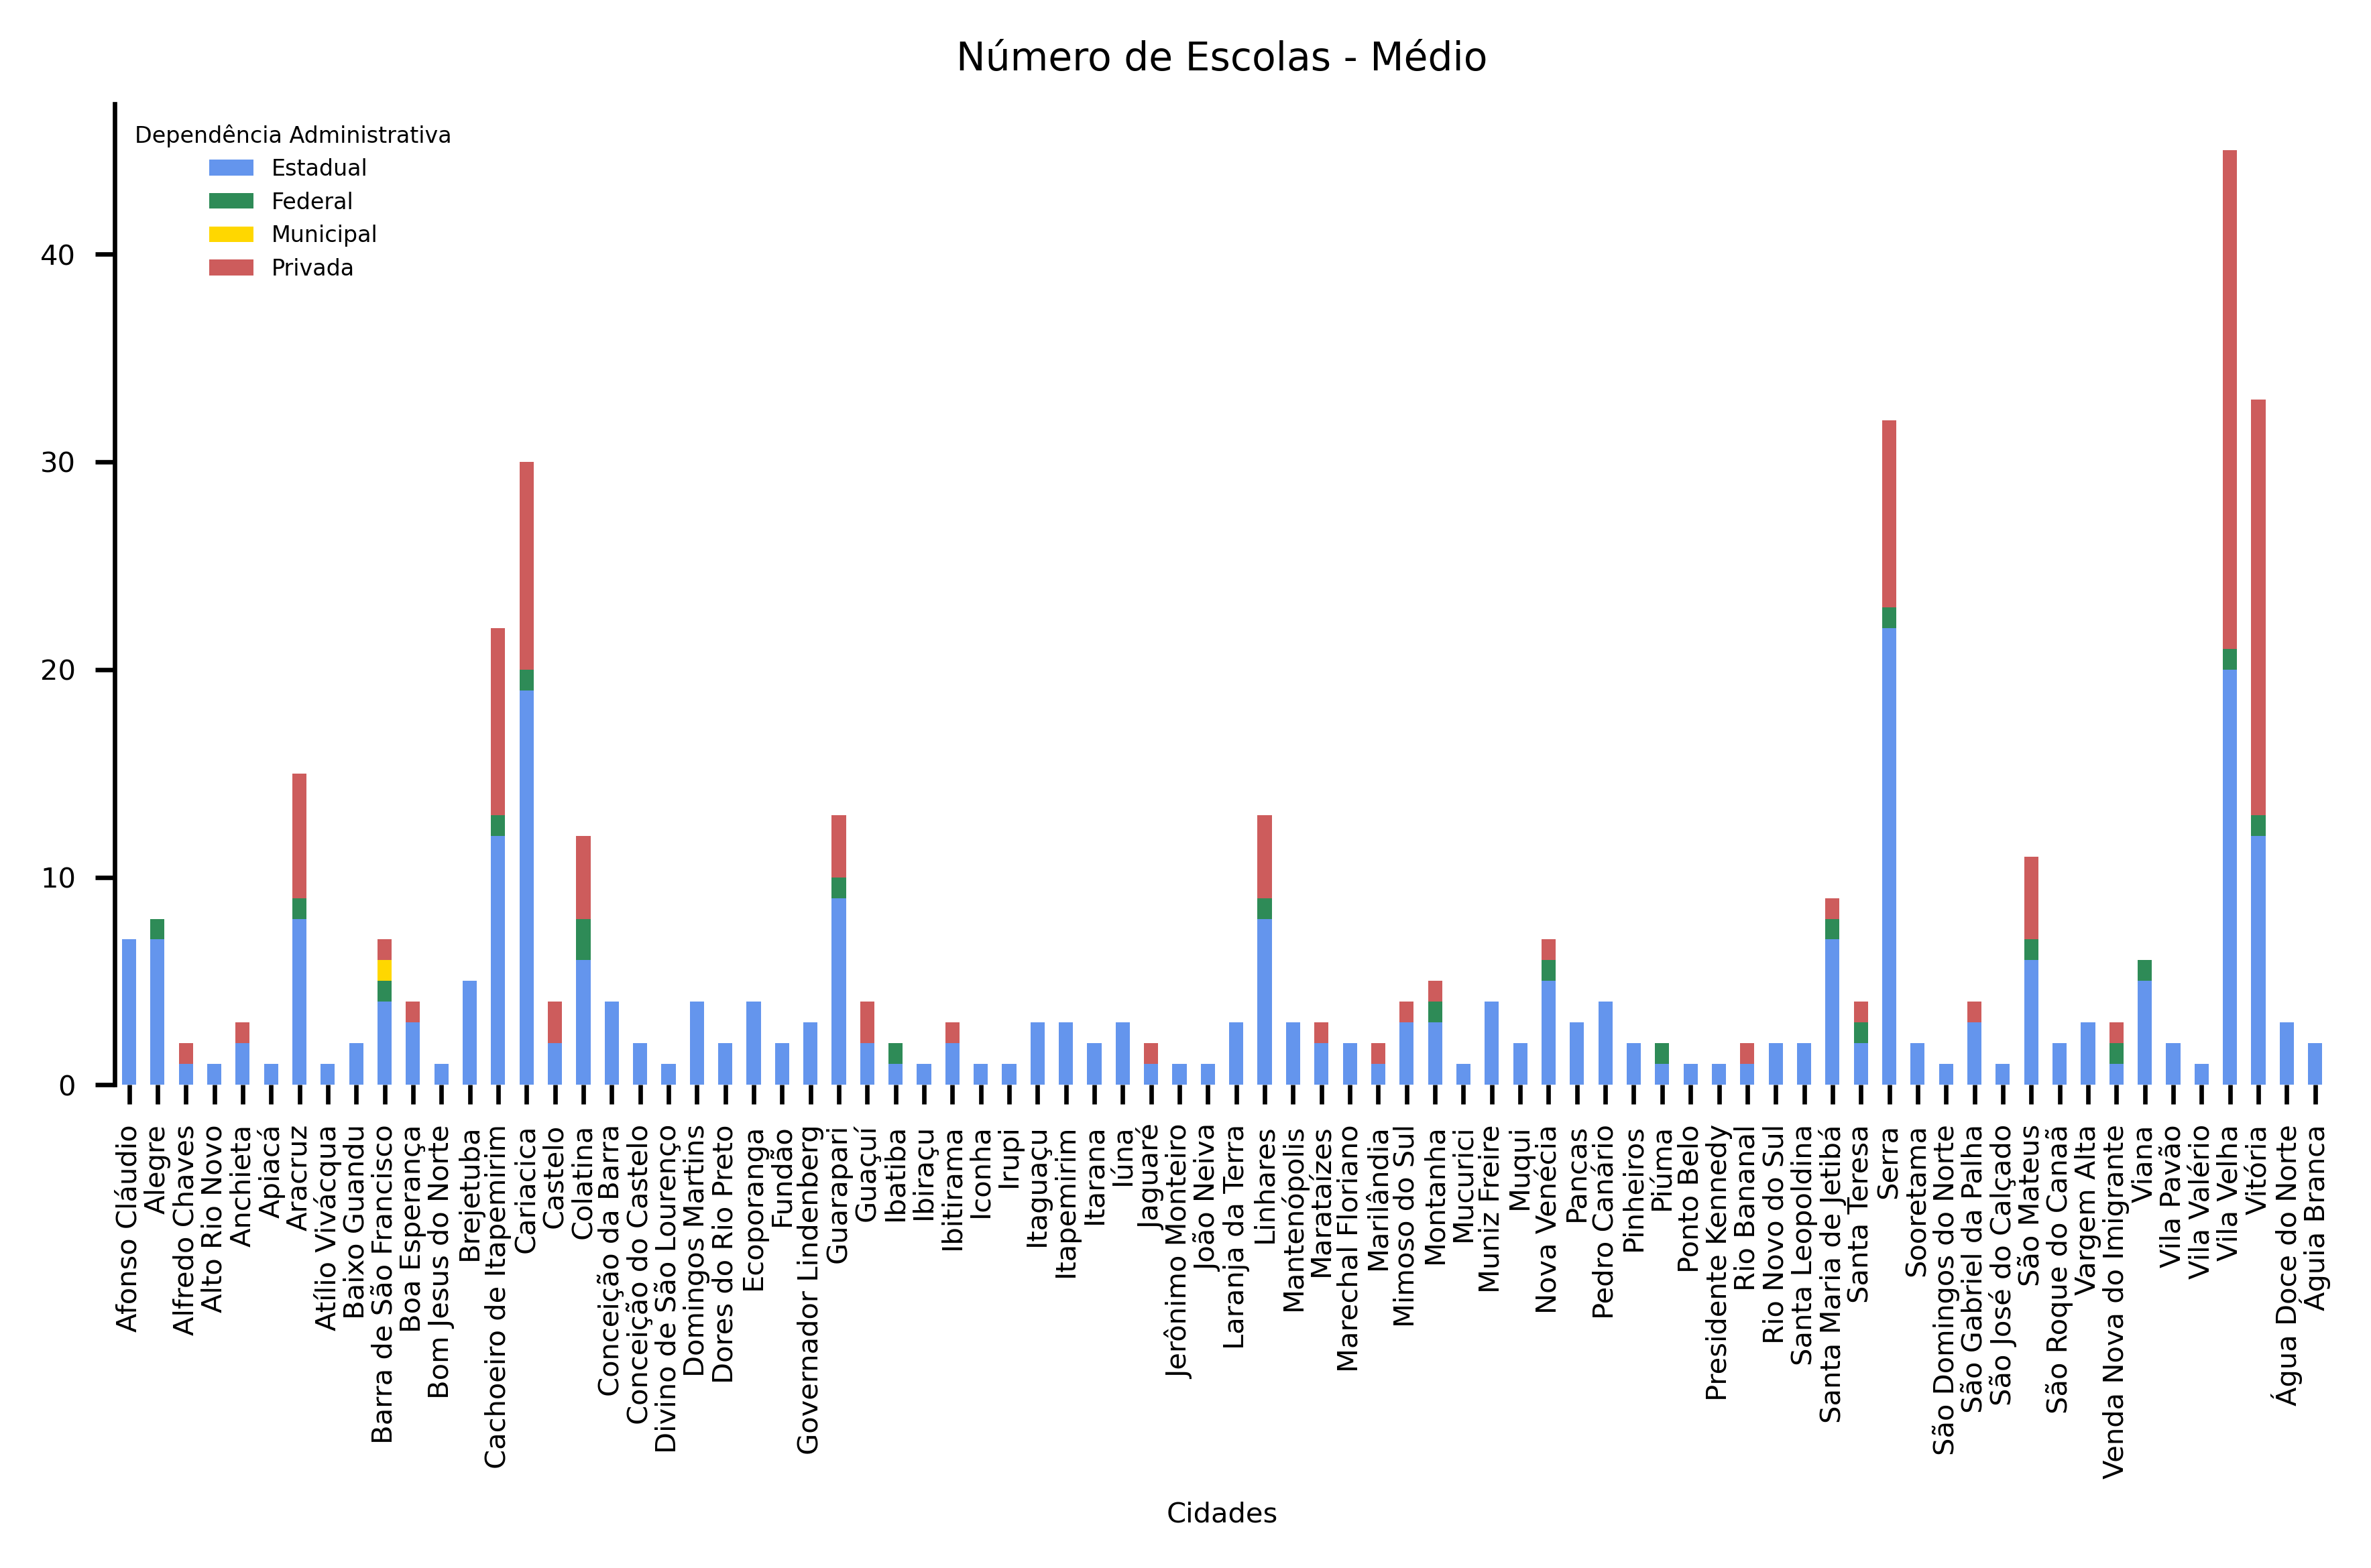 Número de Escolas - Médio
Dependência Administrativa
Estadual
Federal
Municipal
Privada
40
30
20
10
0
Afonso Cláudio
Alegre
Alfredo Chaves
Alto Rio Novo
Anchieta
Apiacá
Aracruz
Atílio Vivácqua
Baixo Guandu
Barra de São Francisco
Boa Esperança
Bom Jesus do Norte
Brejetuba
Cachoeiro de Itapemirim
Cariacica
Castelo
Colatina
Conceição da Barra
Conceição do Castelo
Divino de São Lourenço
Domingos Martins
Dores do Rio Preto
Ecoporanga
Fundão
Governador Lindenberg
Guarapari
Guaçuí
Ibatiba
Ibiraçu
Ibitirama
Iconha
Irupi
Itaguaçu
Itapemirim
Itarana
Iúna
Jaguaré
Jerônimo Monteiro
João Neiva
Laranja da Terra
Linhares
Mantenópolis
Marataízes
Marechal Floriano
Marilândia
Mimoso do Sul
Montanha
Mucurici
Muniz Freire
Muqui
Nova Venécia
Pancas
Pedro Canário
Pinheiros
Piúma
Ponto Belo
Presidente Kennedy
Rio Bananal
Rio Novo do Sul
Santa Leopoldina
Santa Maria de Jetibá
Santa Teresa
Serra
Sooretama
São Domingos do Norte
São Gabriel da Palha
São José do Calçado
São Mateus
São Roque do Canaã
Vargem Alta
Venda Nova do Imigrante
Viana
Vila Pavão
Vila Valério
Vila Velha
Vitória
Água Doce do Norte
Águia Branca
Cidades